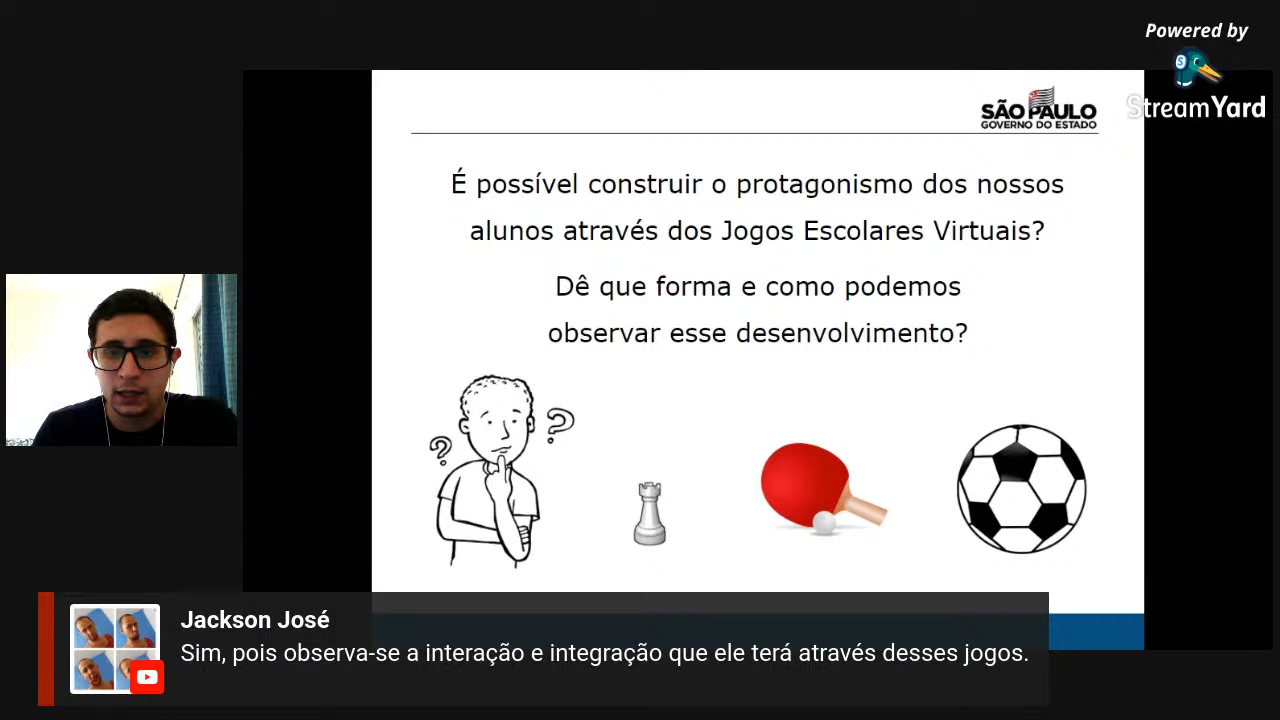 Powered by
StreamYard
SÃO PAULO
GOVERNO DO ESTADO
É possível construir o protagonismo dos nossos
alunos através dos Jogos Escolares Virtuais?
Dê que forma e como podemos
observar esse desenvolvimento?
?
?
Jackson José
Sim, pois observa-se a interação e integração que ele terá através desses jogos.